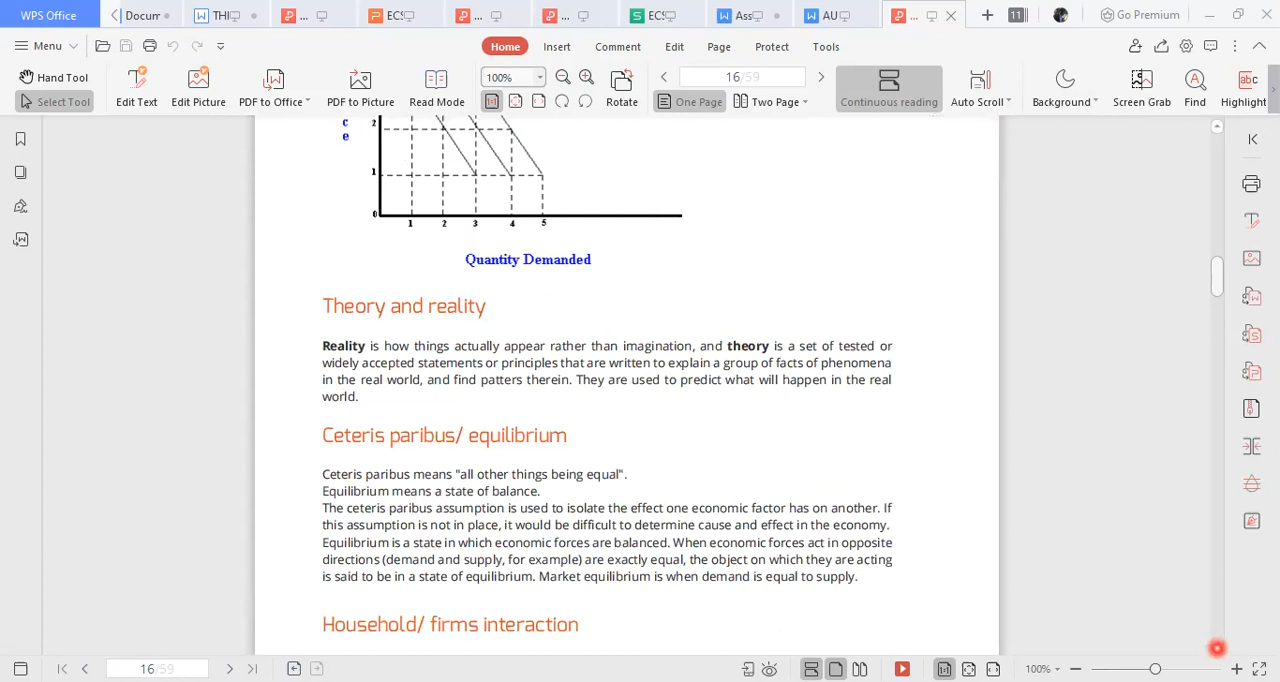 WPS Office Docum THI ... ECS ... ... ECS Ass AU ... 11 Go Premium
Menu Home Insert Comment Edit Page Protect Tools
Hand Tool 100% 16/59
Select Tool Edit Text Edit Picture PDF to Office PDF to Picture Read Mode Rotate One Page Two Page Continuous reading Auto Scroll Background Screen Grab Find Highlight
c
e
2
1
0
1 2 3 4 5
Quantity Demanded
Theory and reality
Reality is how things actually appear rather than imagination, and theory is a set of tested or
widely accepted statements or principles that are written to explain a group of facts of phenomena
in the real world, and find patters therein. They are used to predict what will happen in the real
world.
Ceteris paribus/ equilibrium
Ceteris paribus means "all other things being equal".
Equilibrium means a state of balance.
The ceteris paribus assumption is used to isolate the effect one economic factor has on another. If
this assumption is not in place, it would be difficult to determine cause and effect in the economy.
Equilibrium is a state in which economic forces are balanced. When economic forces act in opposite
directions (demand and supply, for example) are exactly equal, the object on which they are acting
is said to be in a state of equilibrium. Market equilibrium is when demand is equal to supply.
Household/ firms interaction
16/59 100%